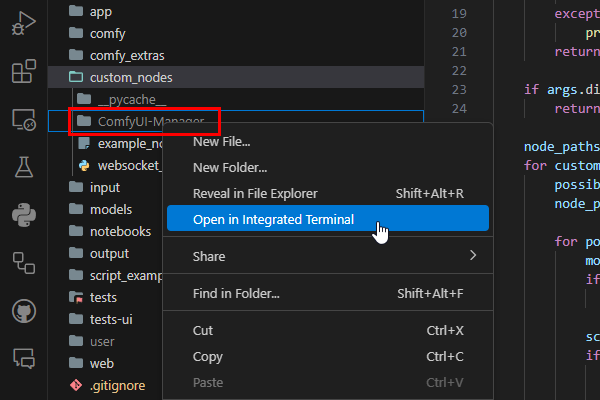 app
comfy
comfy_extras
custom_nodes
__pycache__
ComfyUI-Manager
example_no
websocket_
input
models
notebooks
output
script_examp
tests
tests-ui
user
web
.gitignore
New File...
New Folder...
Reveal in File Explorer Shift+Alt+R
Open in Integrated Terminal
Share
Find in Folder... Shift+Alt+F
Cut Ctrl+X
Copy Ctrl+C
Paste Ctrl+V
19 except
20 pr
21 return
22
23 if args.di
24 return
node_paths
for custom
possib
node_p
for po
mo
if
sc
if